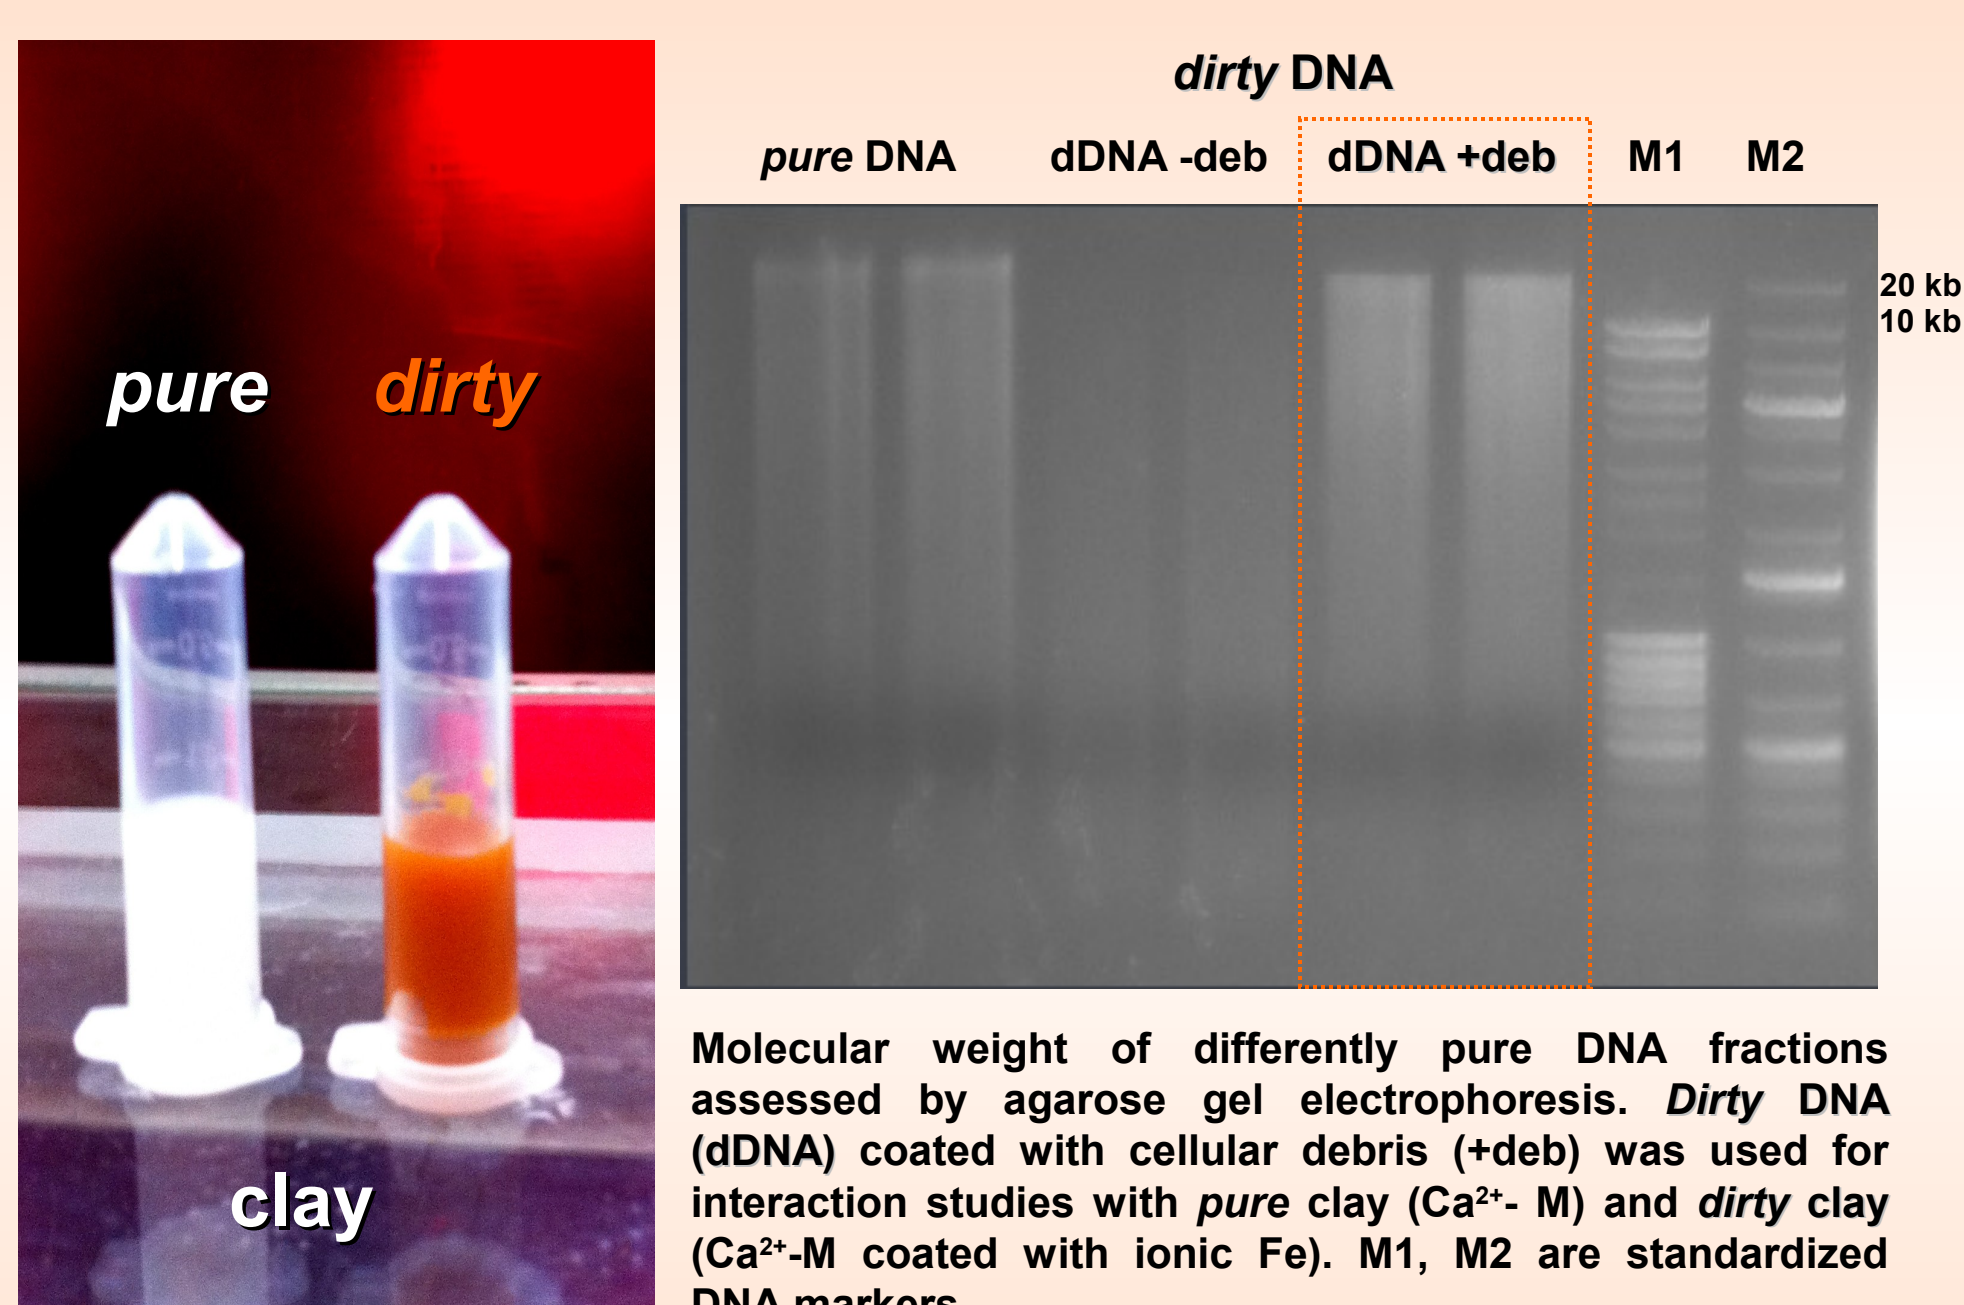 dirty DNA
pure DNA dDNA -deb dDNA +deb M1 M2
20 kb
10 kb
pure dirty
clay
Molecular weight of differently pure DNA fractions
assessed by agarose gel electrophoresis. Dirty DNA
(dDNA) coated with cellular debris (+deb) was used for
interaction studies with pure clay (Ca²⁺- M) and dirty clay
(Ca²⁺-M coated with ionic Fe). M1, M2 are standardized
DNA markers